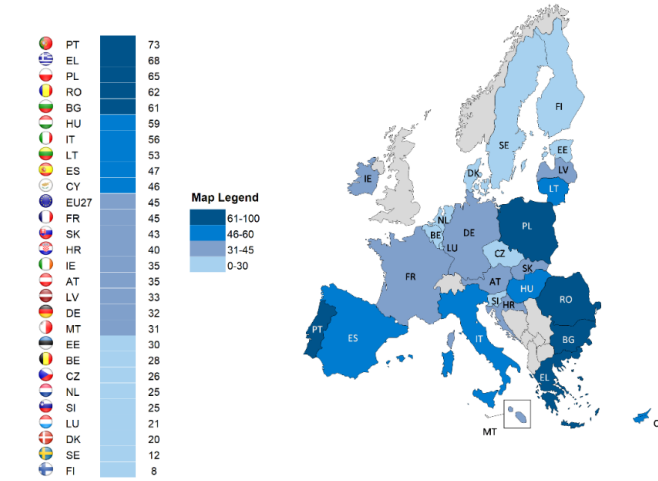 PT 73
EL 68
PL 65
RO 62
BG 61
HU 59
IT 56
LT 53
ES 47
CY 46
EU27 45
FR 45
SK 43
HR 40
IE 35
AT 35
LV 33
DE 32
MT 31
EE 30
BE 28
CZ 26
NL 25
SI 25
LU 21
DK 20
SE 12
FI 8
Map Legend
61-100
46-60
31-45
0-30
FI
SE
EE
LV
LT
DK
IE
NL
BE
DE
PL
LU
CZ
SK
FR
AT
HU
SI
HR
RO
PT
ES
IT
BG
EL
MT
C